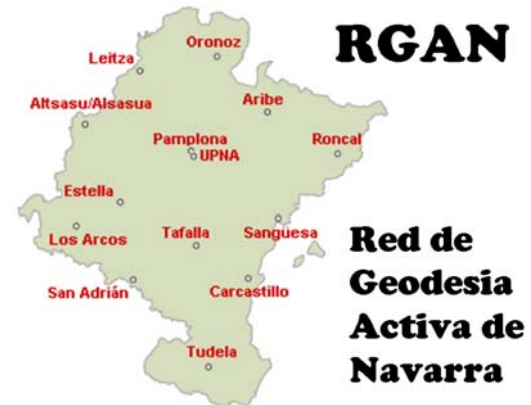 RGAN
Oronoz
Leitza
Aribe
Altsasu/Alsasua
Pamplona
UPNA
Roncal
Estella
Los Arcos
Tafalla
Sanguesa
San Adrián
Carcastillo
Tudela
Red de
Geodesia
Activa de
Navarra